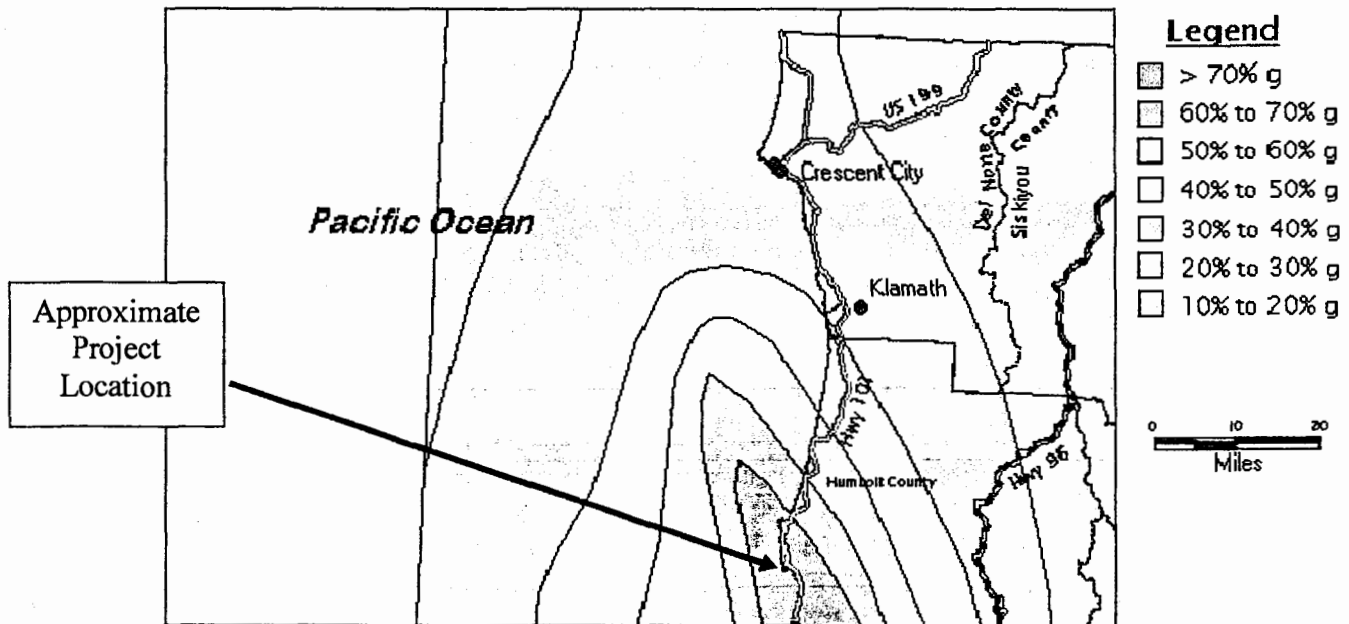 Legend
> 70% g
60% to 70% g
50% to 60% g
40% to 50% g
30% to 40% g
20% to 30% g
10% to 20% g
US 199
Del Norte County
Siskiyou County
Crescent City
Pacific Ocean
Klamath
Approximate
Project
Location
Hwy 101
0 10 20
Miles
Hwy 96
Humbolt County